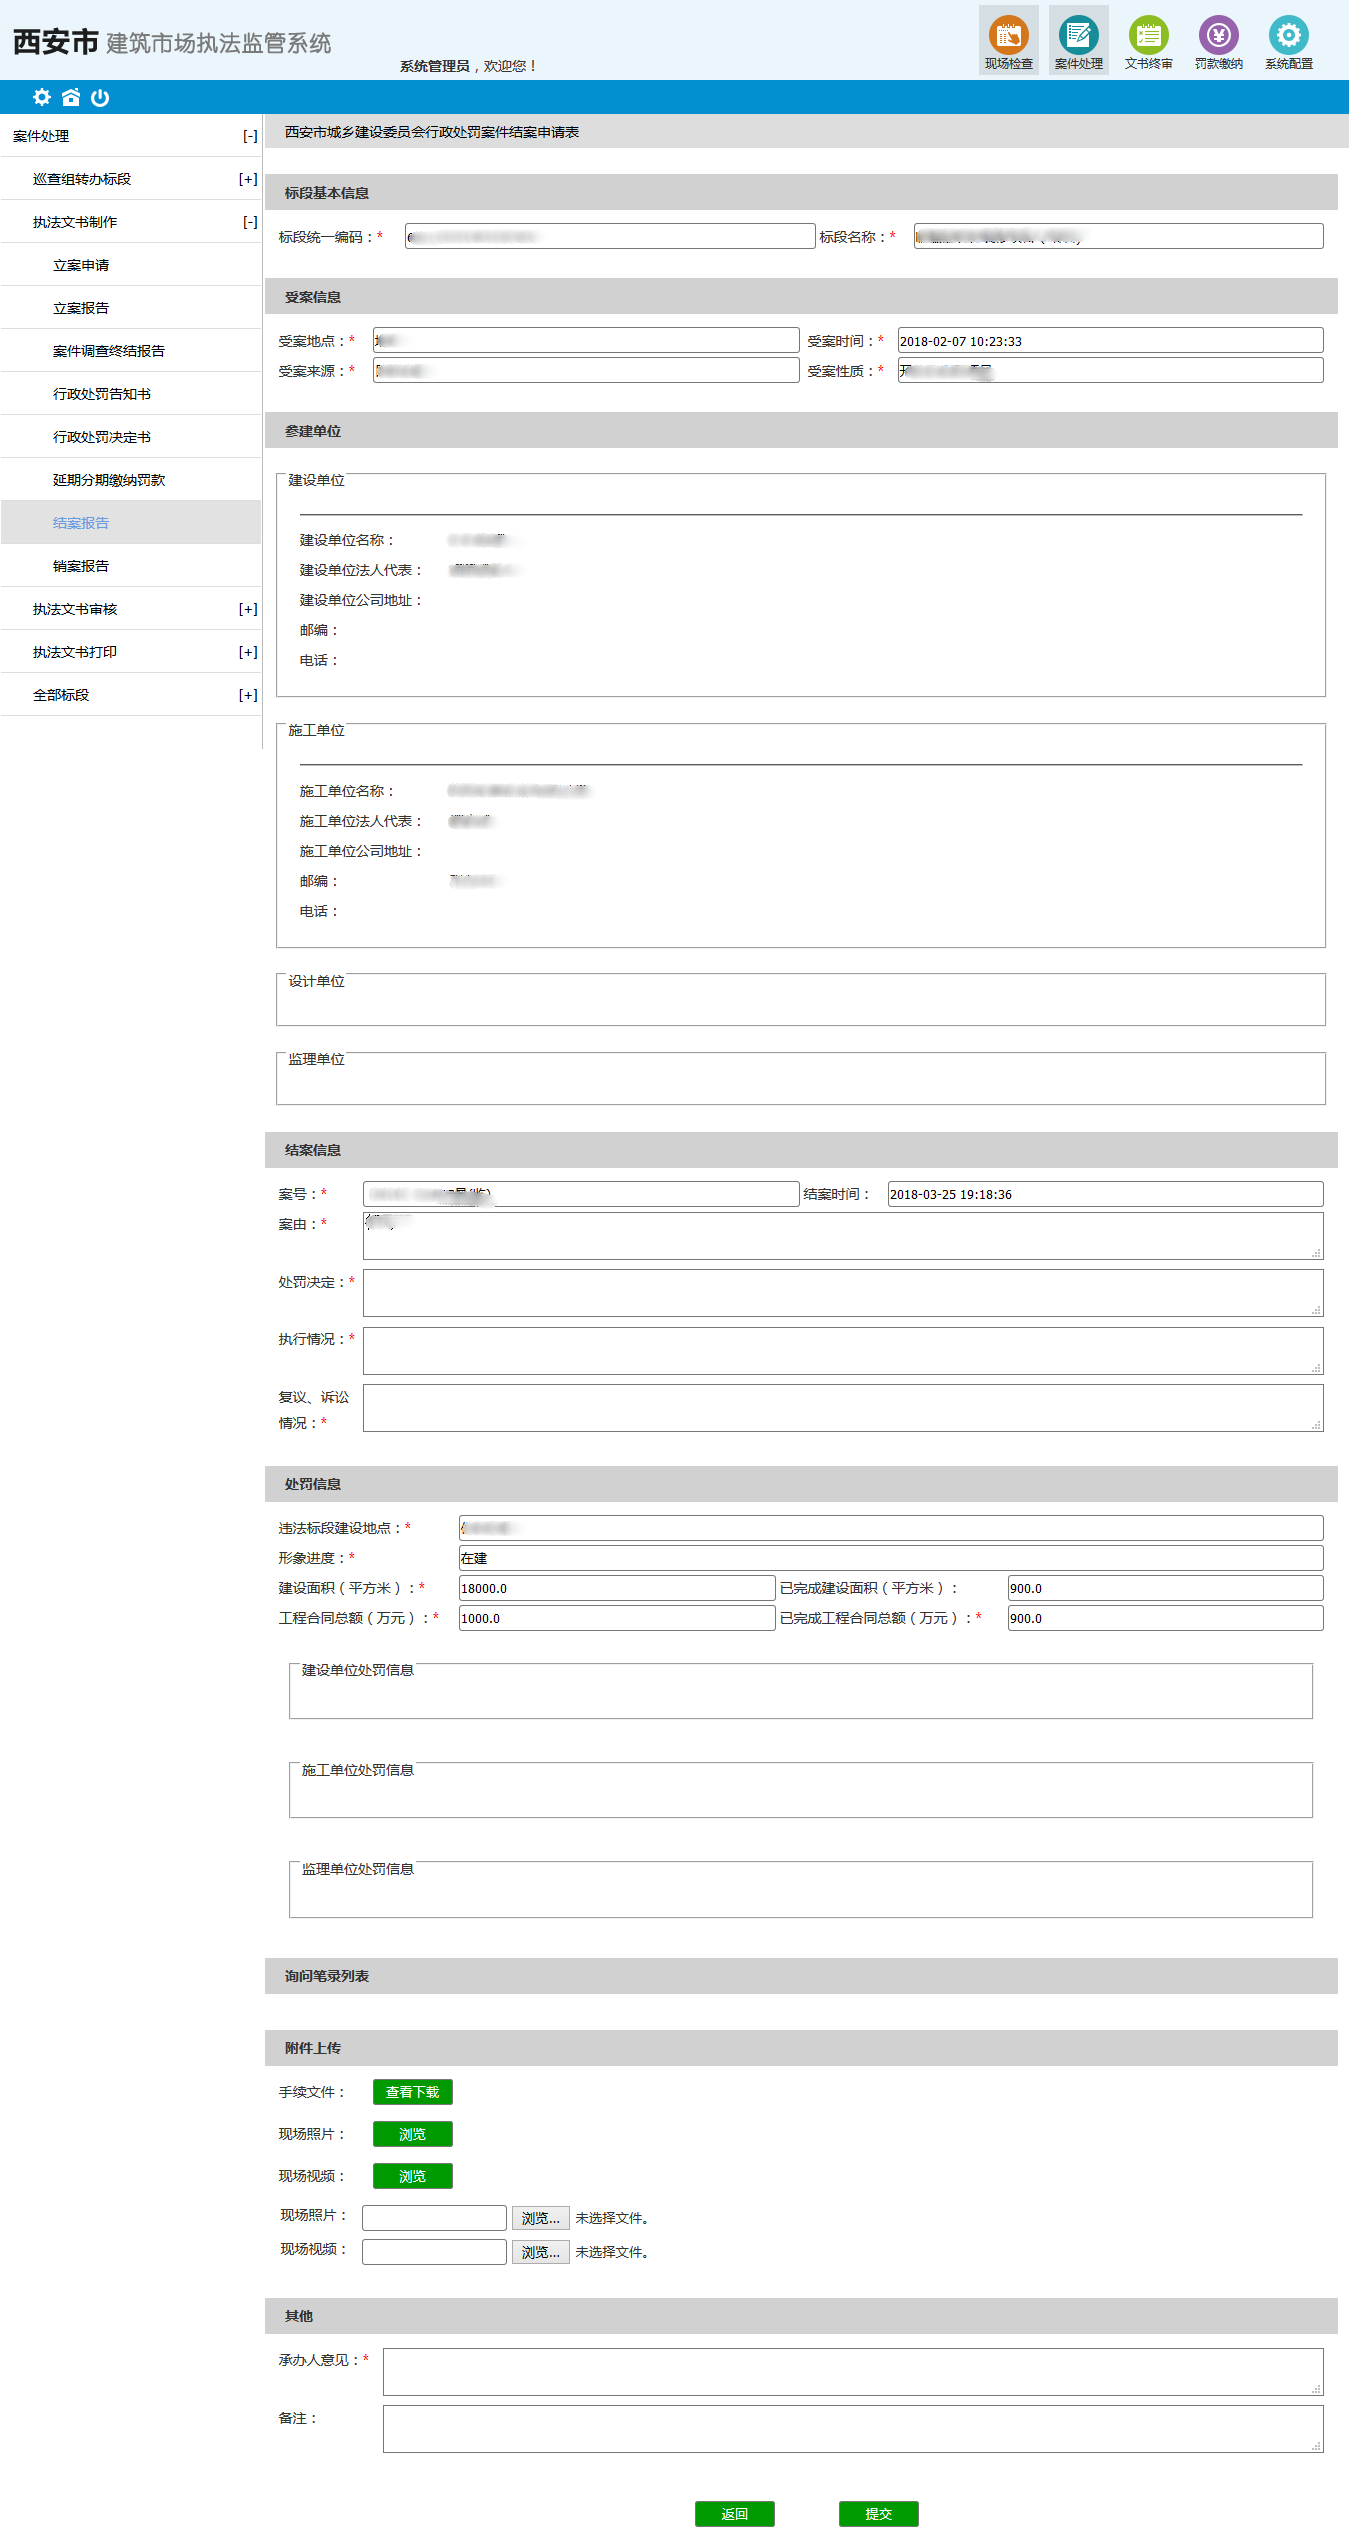 西安市 建筑市场执法监管系统
系统管理员，欢迎您！
现场检查 案件处理 文书终审 罚款缴纳 系统配置
案件处理 [-]
巡查组转办标段 [+]
执法文书制作 [-]
立案申请
立案报告
案件调查终结报告
行政处罚告知书
行政处罚决定书
延期分期缴纳罚款
结案报告
销案报告
执法文书审核 [+]
执法文书打印 [+]
全部标段 [+]
西安市城乡建设委员会行政处罚案件结案申请表
标段基本信息
标段统一编码：* 标段名称：*
受案信息
受案地点：* 受案时间：* 2018-02-07 10:23:33
受案来源：* 受案性质：*
参建单位
建设单位
建设单位名称：
建设单位法人代表：
建设单位公司地址：
邮编：
电话：
施工单位
施工单位名称：
施工单位法人代表：
施工单位公司地址：
邮编：
电话：
设计单位
监理单位
结案信息
案号：* 结案时间： 2018-03-25 19:18:36
案由：*
处罚决定：*
执行情况：*
复议、诉讼
情况：*
处罚信息
违法标段建设地点：*
形象进度：* 在建
建设面积（平方米）：* 18000.0 已完成建设面积（平方米）： 900.0
工程合同总额（万元）：* 1000.0 已完成工程合同总额（万元）：* 900.0
建设单位处罚信息
施工单位处罚信息
监理单位处罚信息
询问笔录列表
附件上传
手续文件： 查看下载
现场照片： 浏览
现场视频： 浏览
现场照片： 浏览... 未选择文件。
现场视频： 浏览... 未选择文件。
其他
承办人意见：*
备注：
返回 提交